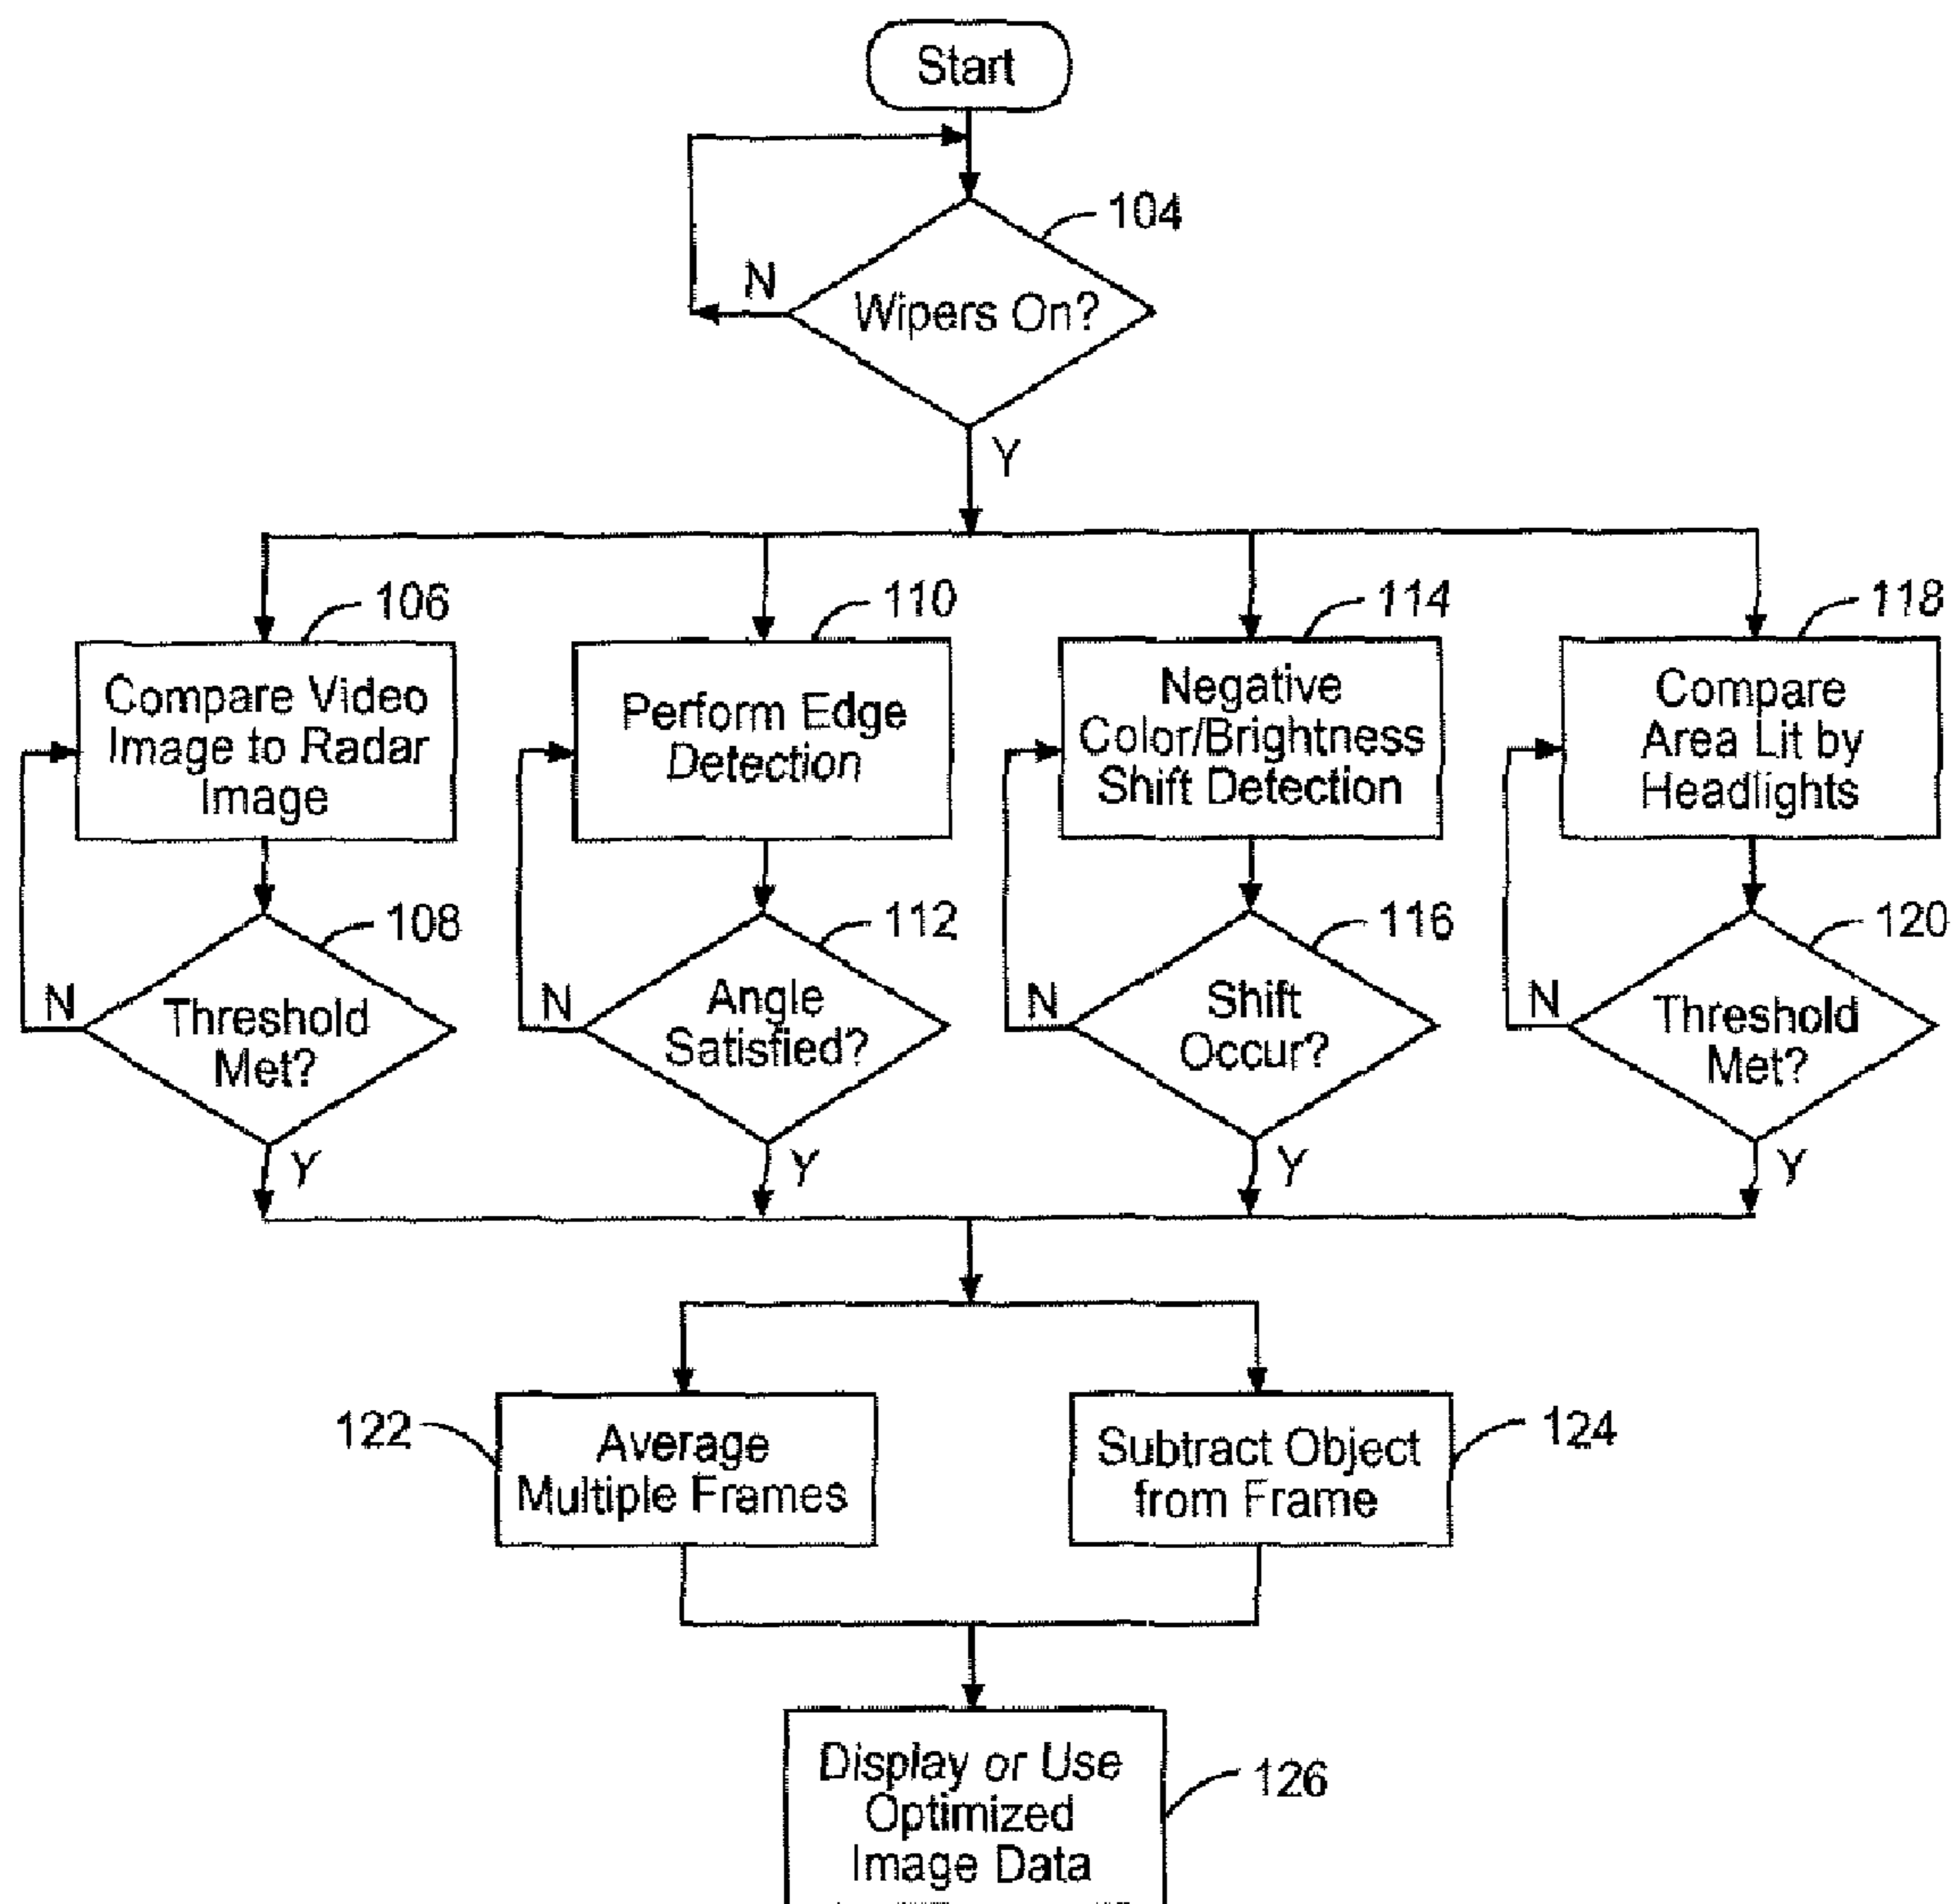 Start
104
N
Wipers On?
Y
106
110
114
118
Compare Video
Image to Radar
Image
Perform Edge
Detection
Negative
Color/Brightness
Shift Detection
Compare
Area Lit by
Headlights
108
112
116
120
N
Threshold
Met?
N
Angle
Satisfied?
N
Shift
Occur?
N
Threshold
Met?
Y
Y
Y
Y
122
Average
Multiple Frames
Subtract Object
from Frame
124
Display or Use
Optimized
Image Data
126